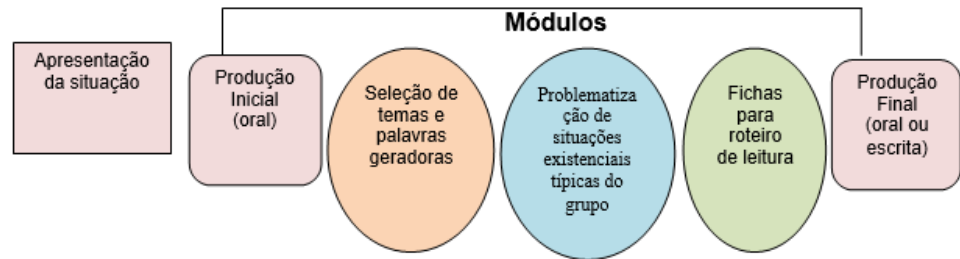 Módulos
Apresentação
da situação
Produção
Inicial
(oral)
Seleção de
temas e
palavras
geradoras
Problematiza
ção de
situações
existenciais
típicas do
grupo
Fichas
para
roteiro
de leitura
Produção
Final
(oral ou
escrita)